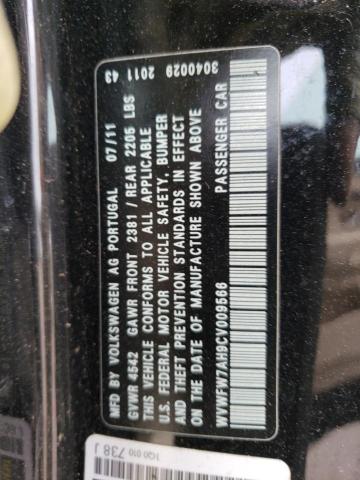 3040029 2011 43
MFD BY VOLKSWAGEN AG PORTUGAL 07/11
GVWR 4542 GAWR FRONT 2381 / REAR 2205 LBS
THIS VEHICLE CONFORMS TO ALL APPLICABLE
U.S. FEDERAL MOTOR VEHICLE SAFETY, BUMPER
AND THEFT PREVENTION STANDARDS IN EFFECT
ON THE DATE OF MANUFACTURE SHOWN ABOVE
WVWFW7AH9CV009566 PASSENGER CAR
1Q0 010 738 J